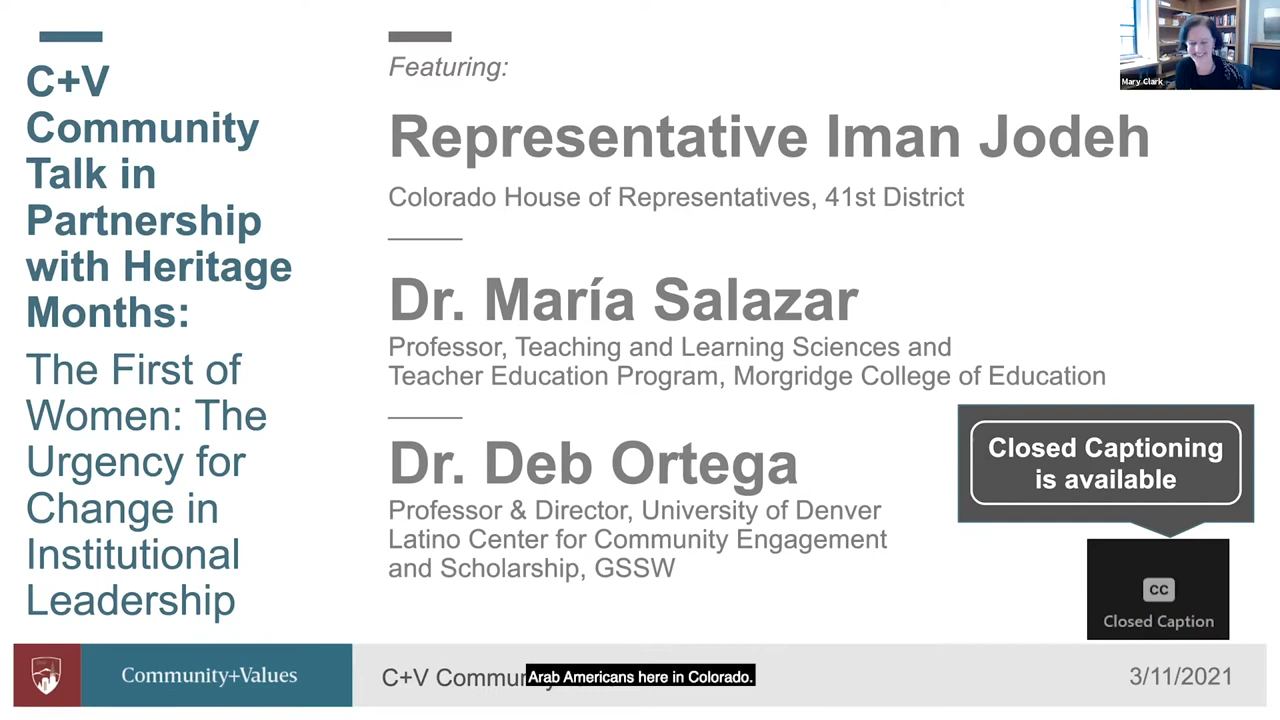 C+V
Community
Talk in
Partnership
with Heritage
Months:
The First of
Women: The
Urgency for
Change in
Institutional
Leadership
Featuring:
Representative Iman Jodeh
Colorado House of Representatives, 41st District
Dr. María Salazar
Professor, Teaching and Learning Sciences and
Teacher Education Program, Morgridge College of Education
Dr. Deb Ortega
Professor & Director, University of Denver
Latino Center for Community Engagement
and Scholarship, GSSW
Mary Clark
Closed Captioning
is available
CC
Closed Caption
Community+Values
C+V Commu
Arab Americans here in Colorado.
3/11/2021